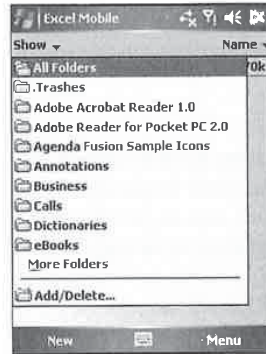 Excel Mobile
Show
Name
All Folders
0k
.Trashes
Adobe Acrobat Reader 1.0
Adobe Reader for Pocket PC 2.0
Agenda Fusion Sample Icons
Annotations
Business
Calls
Dictionaries
eBooks
More Folders
Add/Delete...
New
Menu